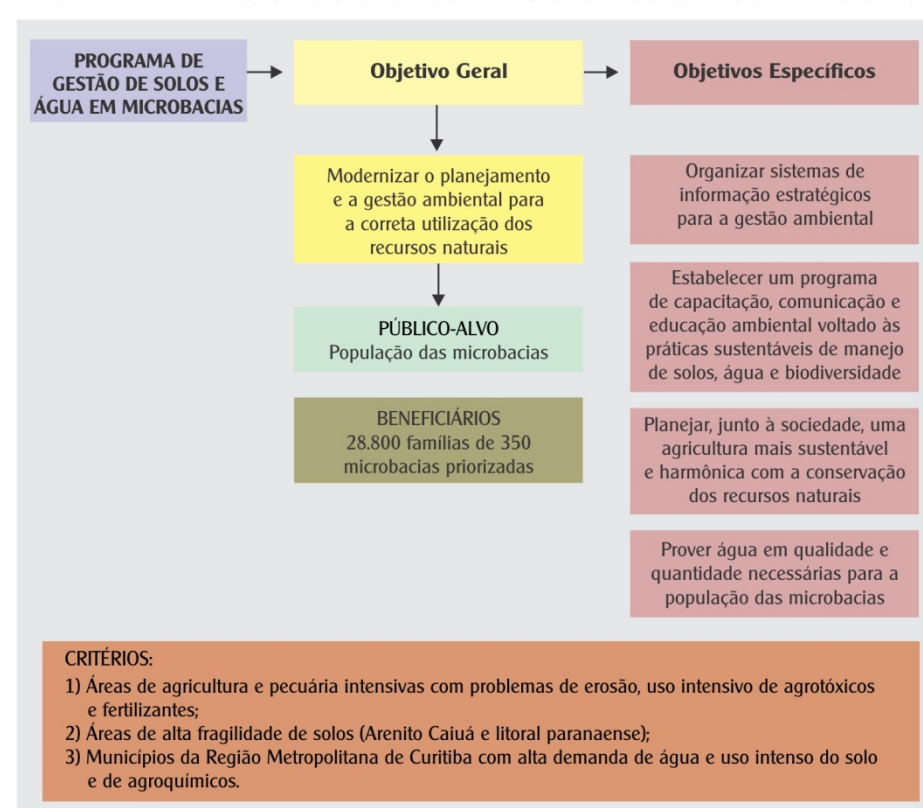 PROGRAMA DE
GESTÃO DE SOLOS E
ÁGUA EM MICROBACIAS
Objetivo Geral
Objetivos Específicos
Modernizar o planejamento
e a gestão ambiental para
a correta utilização dos
recursos naturais
PÚBLICO-ALVO
População das microbacias
BENEFICIÁRIOS
28.800 famílias de 350
microbacias priorizadas
Organizar sistemas de
informação estratégicos
para a gestão ambiental
Estabelecer um programa
de capacitação, comunicação e
educação ambiental voltado às
práticas sustentáveis de manejo
de solos, água e biodiversidade
Planejar, junto à sociedade, uma
agricultura mais sustentável
e harmônica com a conservação
dos recursos naturais
Prover água em qualidade e
quantidade necessárias para a
população das microbacias
CRITÉRIOS:
1) Áreas de agricultura e pecuária intensivas com problemas de erosão, uso intensivo de agrotóxicos
e fertilizantes;
2) Áreas de alta fragilidade de solos (Arenito Caiuá e litoral paranaense);
3) Municípios da Região Metropolitana de Curitiba com alta demanda de água e uso intenso do solo
e de agroquímicos.